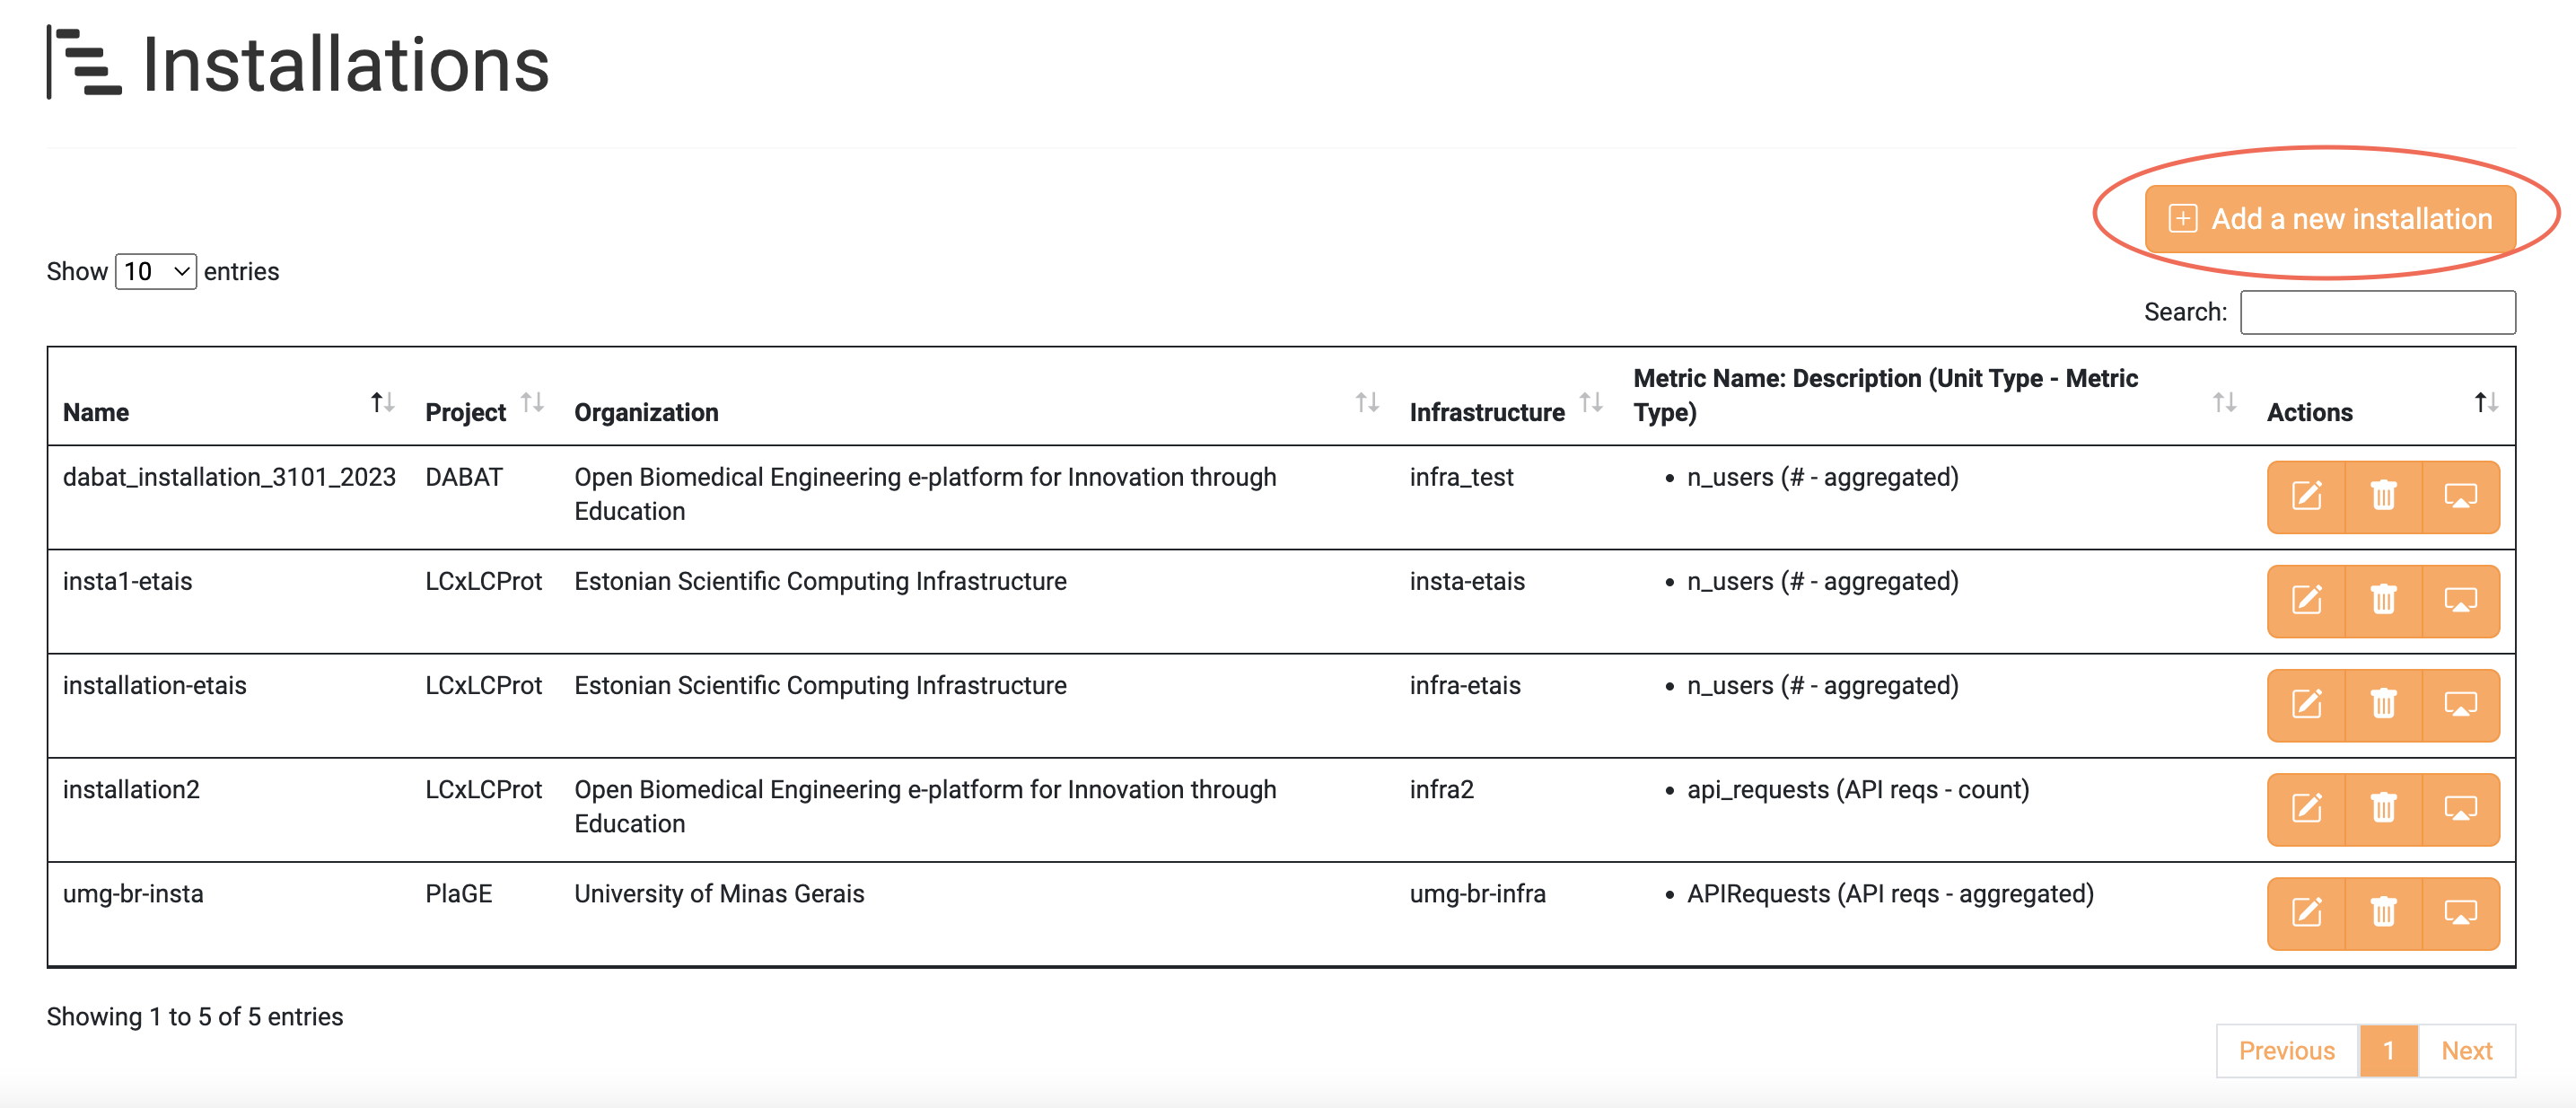 Installations
Add a new installation
Show 10 entries
Search:
Name Project Organization Infrastructure Metric Name: Description (Unit Type - Metric
Type) Actions
dabat_installation_3101_2023 DABAT Open Biomedical Engineering e-platform for Innovation through infra_test • n_users (# - aggregated)
Education
insta1-etais LCxLCProt Estonian Scientific Computing Infrastructure insta-etais • n_users (# - aggregated)
installation-etais LCxLCProt Estonian Scientific Computing Infrastructure infra-etais • n_users (# - aggregated)
installation2 LCxLCProt Open Biomedical Engineering e-platform for Innovation through infra2 • api_requests (API reqs - count)
Education
umg-br-insta PlaGE University of Minas Gerais umg-br-infra • APIRequests (API reqs - aggregated)
Showing 1 to 5 of 5 entries
Previous 1 Next